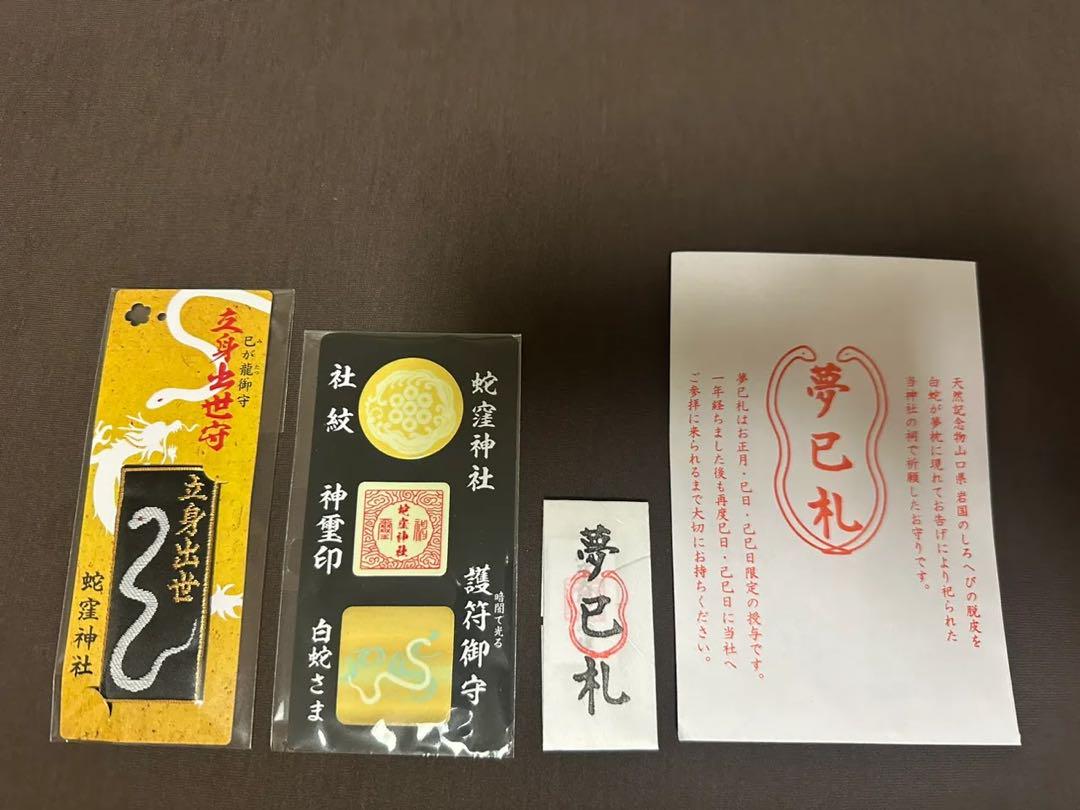 立身出世守
巳が龍御守
み
たつ
立身出世
蛇窪神社
蛇窪神社
社紋
蛇窪神社
神璽印
護符御守
暗闇で光る
白蛇さま
夢巳札
夢巳札
天然記念物山口県 岩国のしろへびの脱皮を
白蛇が夢枕に現れてお告げにより祀られた
当神社の祠で祈願したお守りです。
夢巳札はお正月・巳日・己巳日限定の授与です。
一年経ちました後も再度巳日・己巳日に当社へ
ご参拝に来られるまで大切にお持ちください。